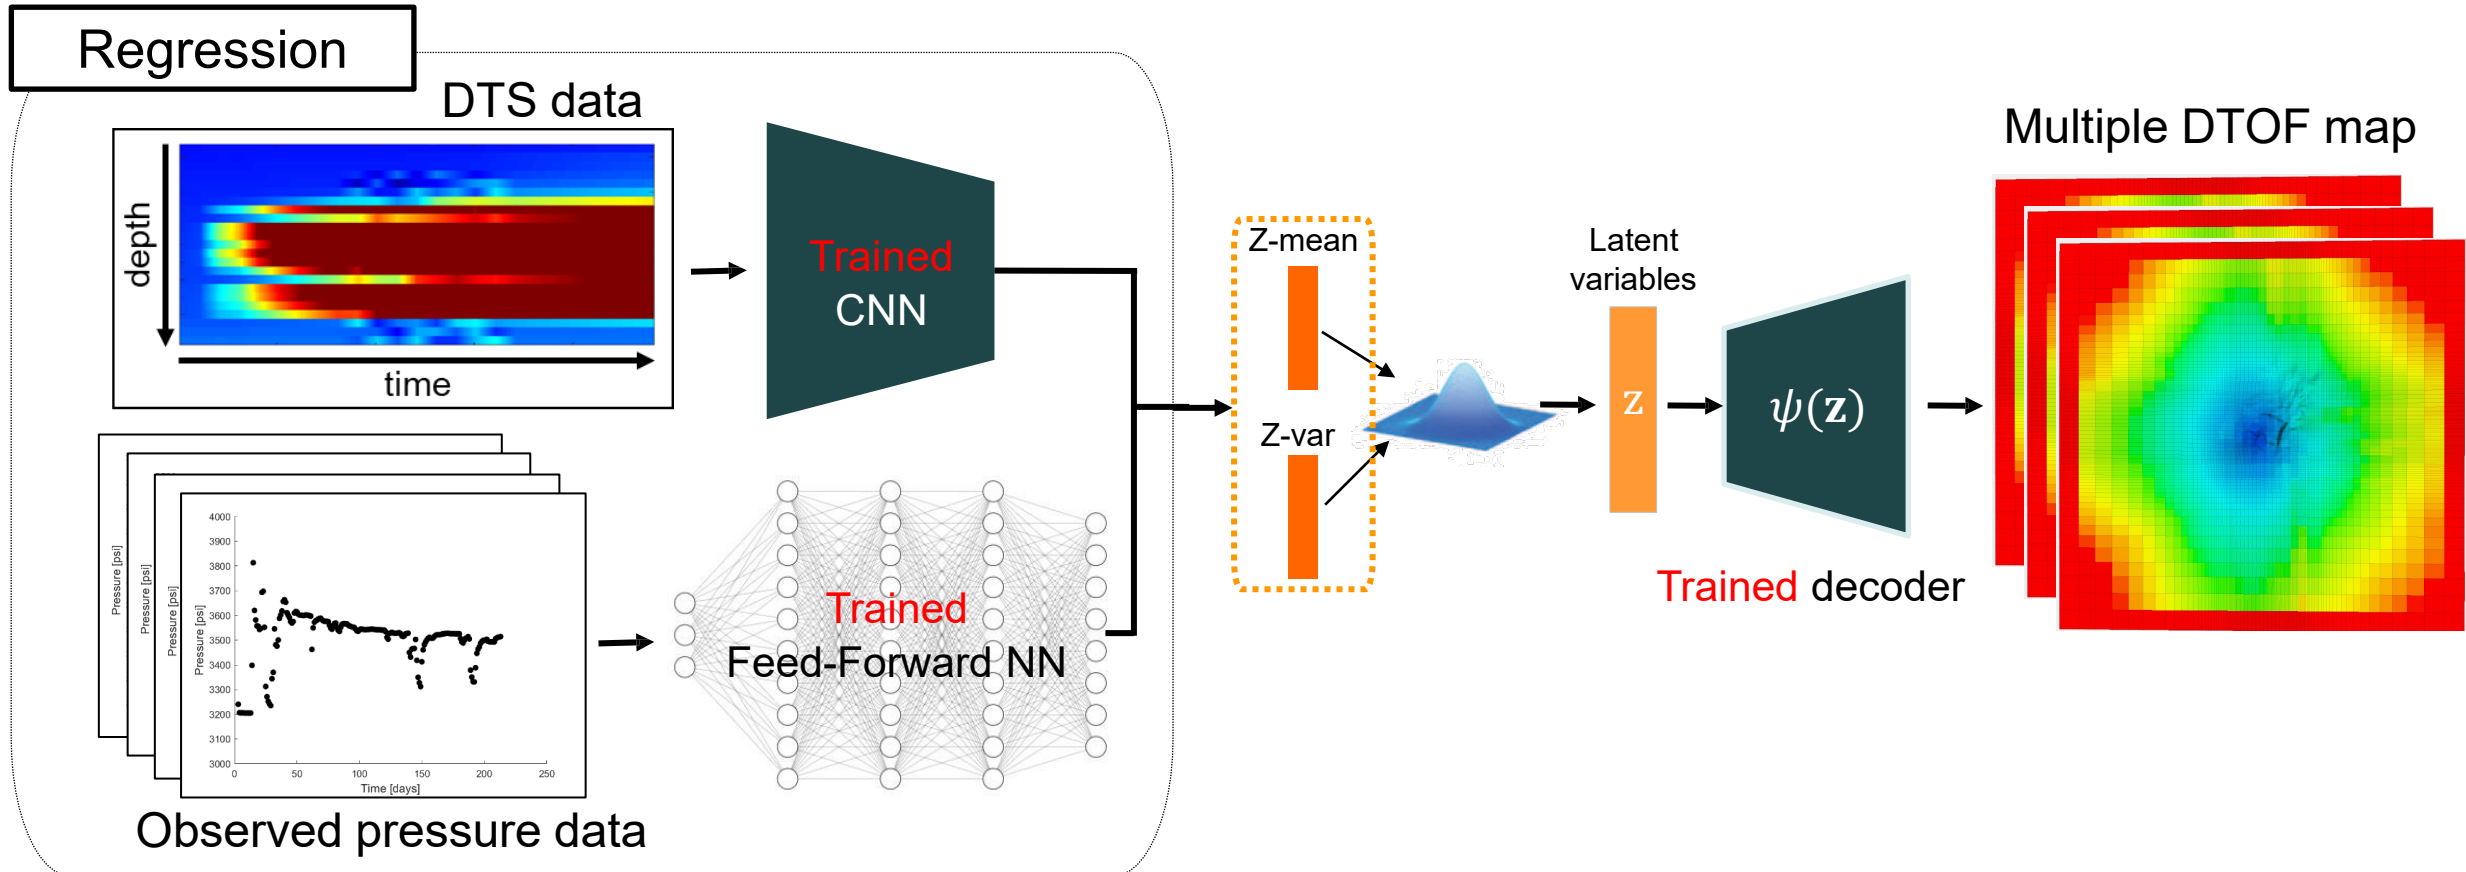 Regression
DTS data
depth
time
Trained
CNN
Pressure [psi]
Pressure [psi]
Pressure [psi]
Pressure [psi]
4000
3900
3800
3700
3600
3500
3400
3300
3200
3100
3000
0
50
100
150
200
250
Time [days]
Observed pressure data
Trained
Feed-Forward NN
Z-mean
Z-var
Latent
variables
z
ψ(z)
Trained decoder
Multiple DTOF map